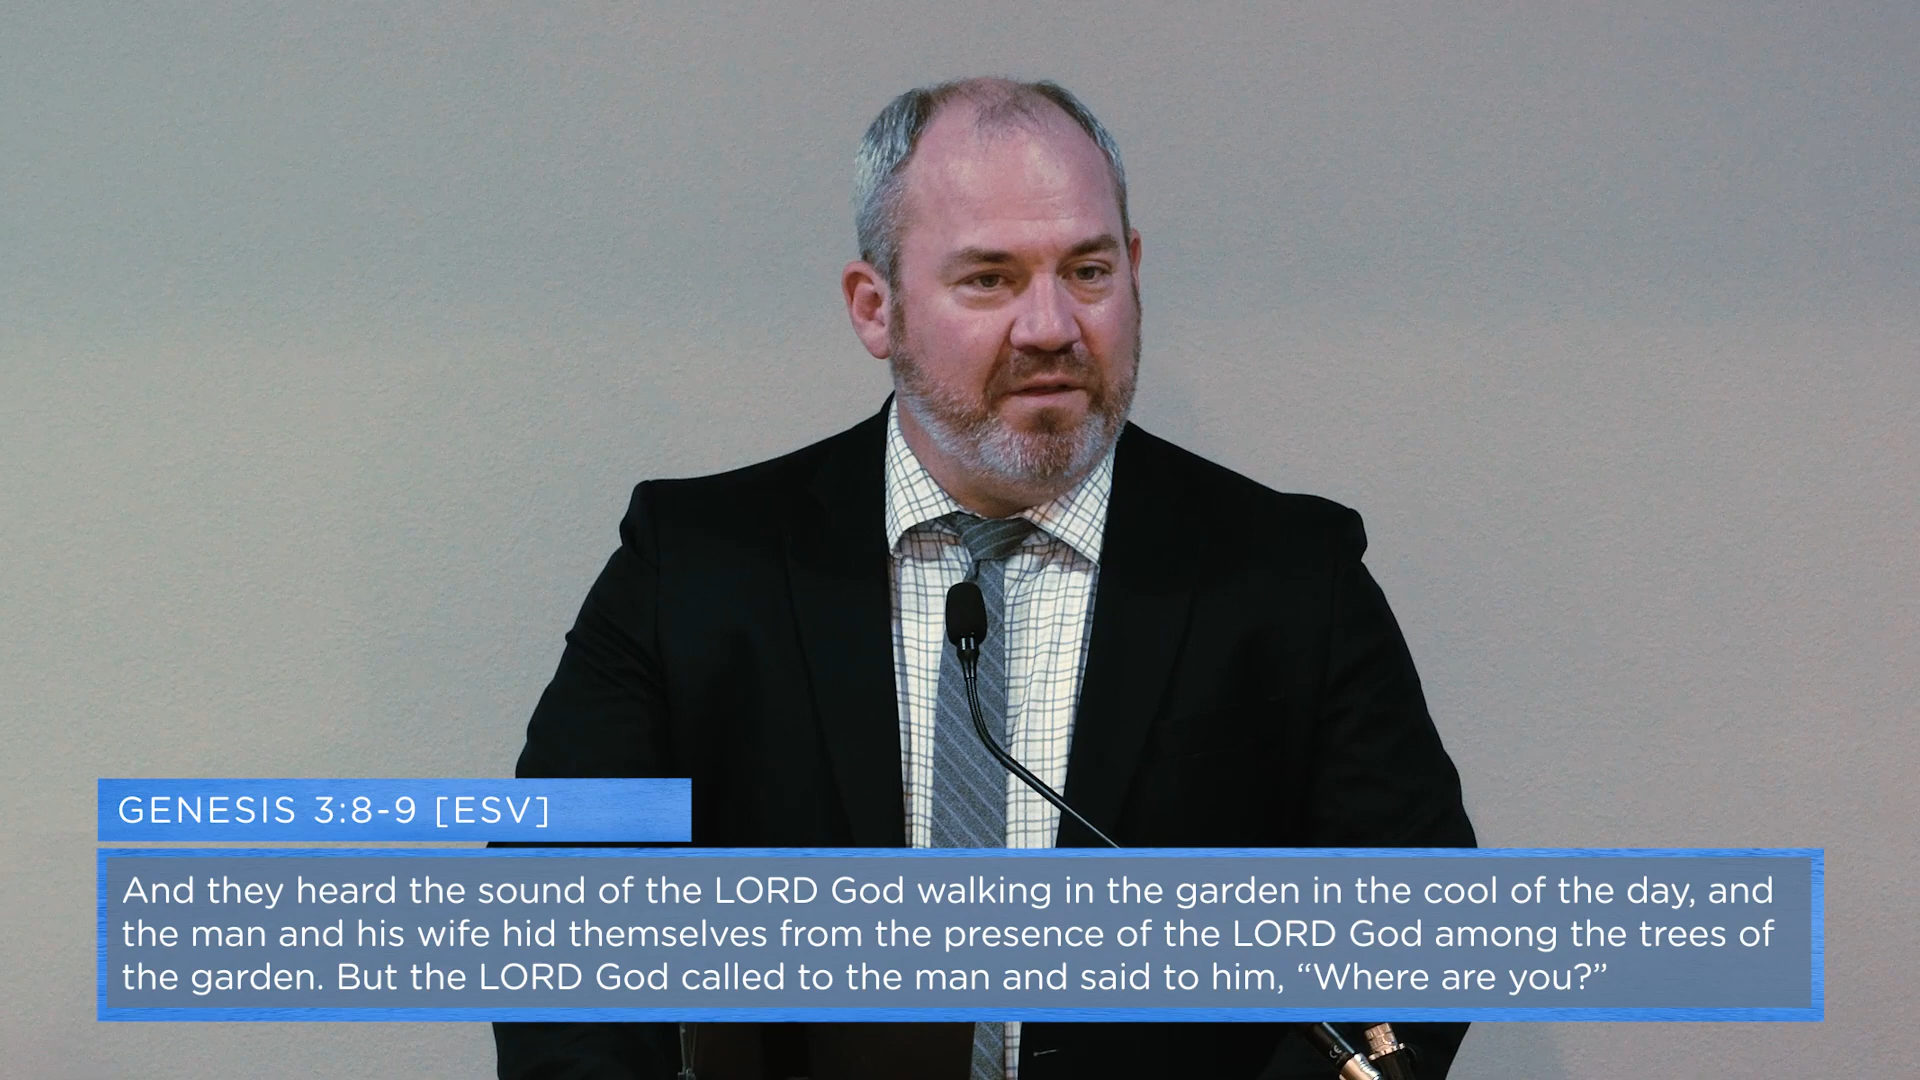 GENESIS 3:8-9 [ESV]
And they heard the sound of the LORD God walking in the garden in the cool of the day, and
the man and his wife hid themselves from the presence of the LORD God among the trees of
the garden. But the LORD God called to the man and said to him, “Where are you?”